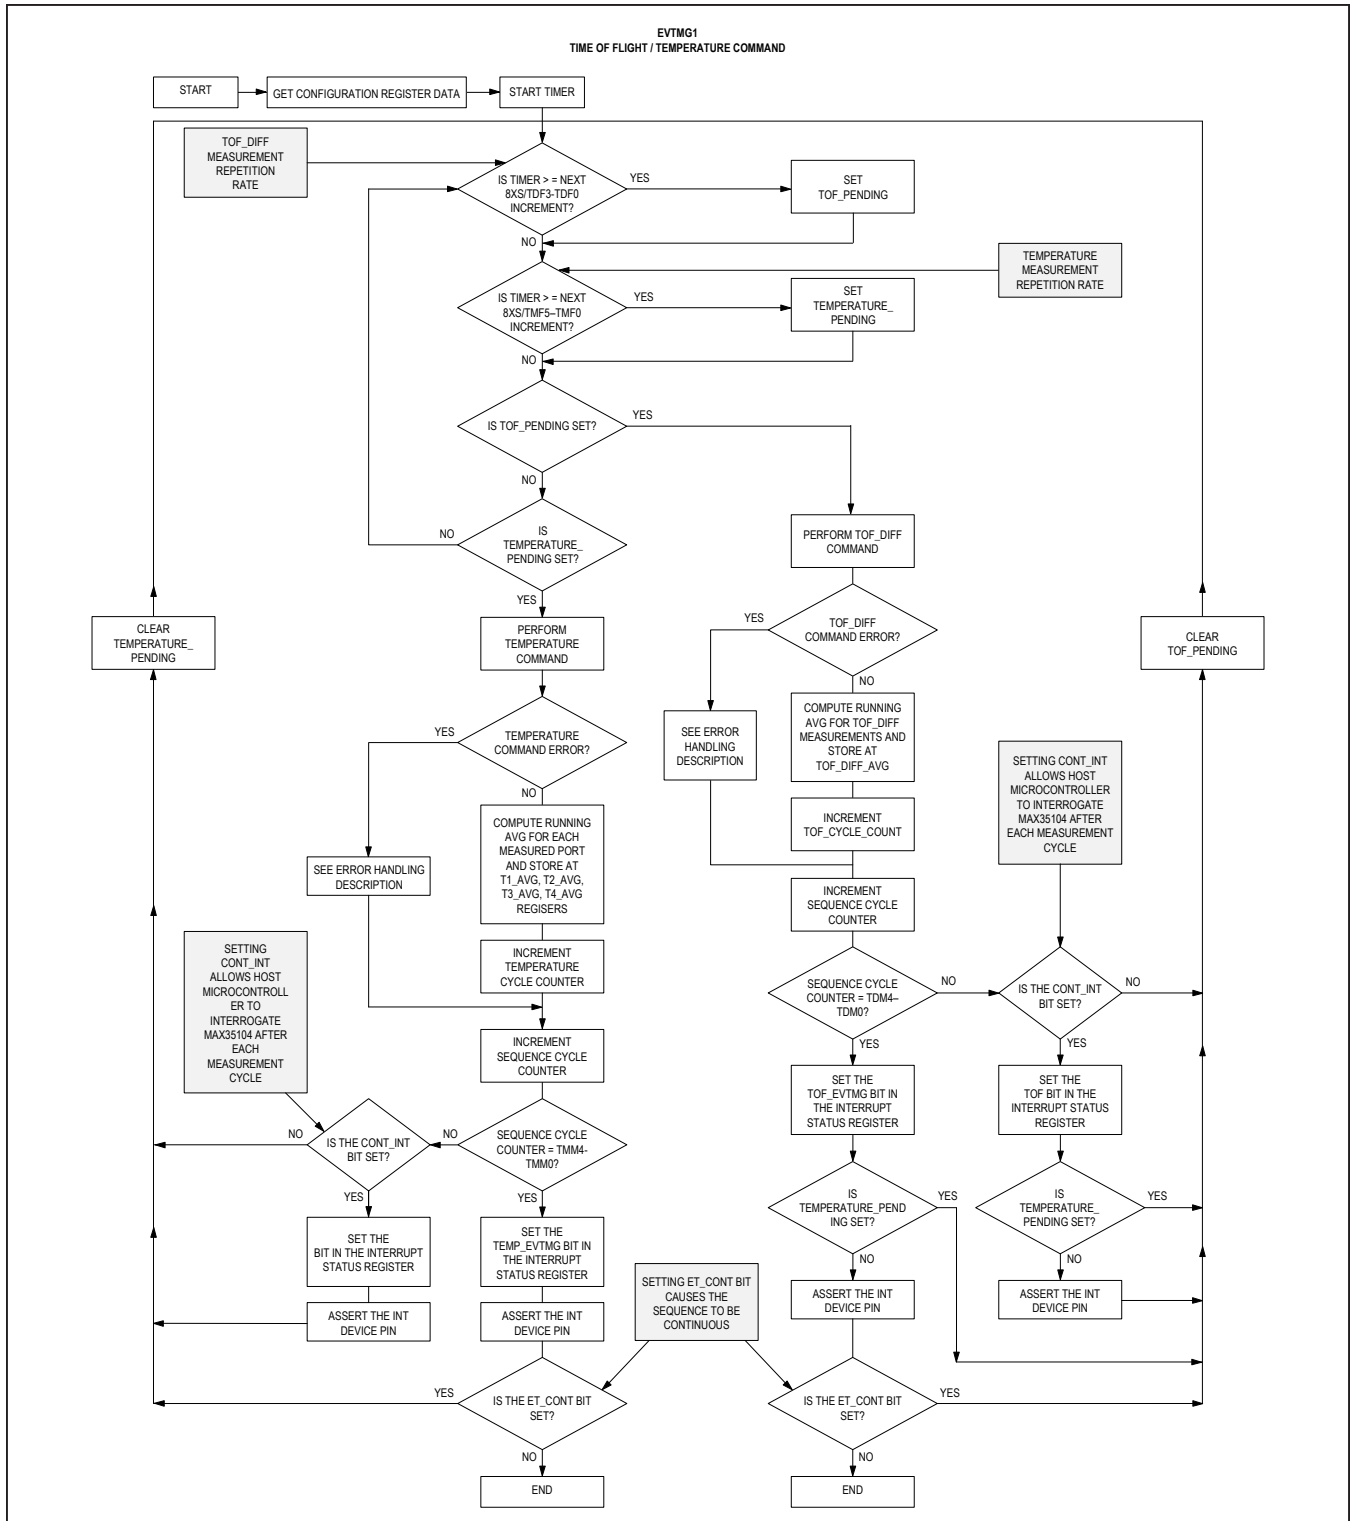 EVTMG1
TIME OF FLIGHT / TEMPERATURE COMMAND
START
GET CONFIGURATION REGISTER DATA
START TIMER
TOF_DIFF
MEASUREMENT
REPETITION
RATE
IS TIMER > = NEXT
8XS/TDF3-TDF0
INCREMENT?
YES
SET
TOF_PENDING
NO
TEMPERATURE
MEASUREMENT
REPETITION RATE
IS TIMER > = NEXT
8XS/TMF5–TMF0
INCREMENT?
YES
SET
TEMPERATURE_
PENDING
NO
IS TOF_PENDING SET?
YES
NO
IS
TEMPERATURE_
PENDING SET?
NO
YES
PERFORM TOF_DIFF
COMMAND
CLEAR
TEMPERATURE_
PENDING
PERFORM
TEMPERATURE
COMMAND
YES
TOF_DIFF
COMMAND ERROR?
NO
CLEAR
TOF_PENDING
YES
TEMPERATURE
COMMAND ERROR?
NO
SEE ERROR
HANDLING
DESCRIPTION
COMPUTE RUNNING
AVG FOR TOF_DIFF
MEASUREMENTS AND
STORE AT
TOF_DIFF_AVG
SETTING CONT_INT
ALLOWS HOST
MICROCONTROLLER
TO INTERROGATE
MAX35104 AFTER
EACH MEASUREMENT
CYCLE
SEE ERROR HANDLING
DESCRIPTION
COMPUTE RUNNING
AVG FOR EACH
MEASURED PORT
AND STORE AT
T1_AVG, T2_AVG,
T3_AVG, T4_AVG
REGISERS
INCREMENT
TOF_CYCLE_COUNT
INCREMENT
SEQUENCE CYCLE
COUNTER
SETTING
CONT_INT
ALLOWS HOST
MICROCONTROLL
ER TO
INTERROGATE
MAX35104 AFTER
EACH
MEASUREMENT
CYCLE
INCREMENT
TEMPERATURE
CYCLE COUNTER
SEQUENCE CYCLE
COUNTER = TDM4–
TDM0?
NO
YES
IS THE CONT_INT
BIT SET?
NO
YES
INCREMENT
SEQUENCE CYCLE
COUNTER
SET THE
TOF_EVTMG BIT IN
THE INTERRUPT
STATUS REGISTER
SET THE
TOF BIT IN THE
INTERRUPT STATUS
REGISTER
NO
IS THE CONT_INT
BIT SET?
YES
NO
SEQUENCE CYCLE
COUNTER = TMM4-
TMM0?
YES
IS
TEMPERATURE_PEND
ING SET?
YES
NO
IS
TEMPERATURE_
PENDING SET?
YES
NO
SET THE
BIT IN THE INTERRUPT
STATUS REGISTER
SET THE
TEMP_EVTMG BIT IN
THE INTERRUPT
STATUS REGISTER
SETTING ET_CONT BIT
CAUSES THE
SEQUENCE TO BE
CONTINUOUS
ASSERT THE INT
DEVICE PIN
ASSERT THE INT
DEVICE PIN
ASSERT THE INT
DEVICE PIN
ASSERT THE INT
DEVICE PIN
YES
IS THE ET_CONT BIT
SET?
NO
IS THE ET_CONT BIT
SET?
YES
NO
END
END